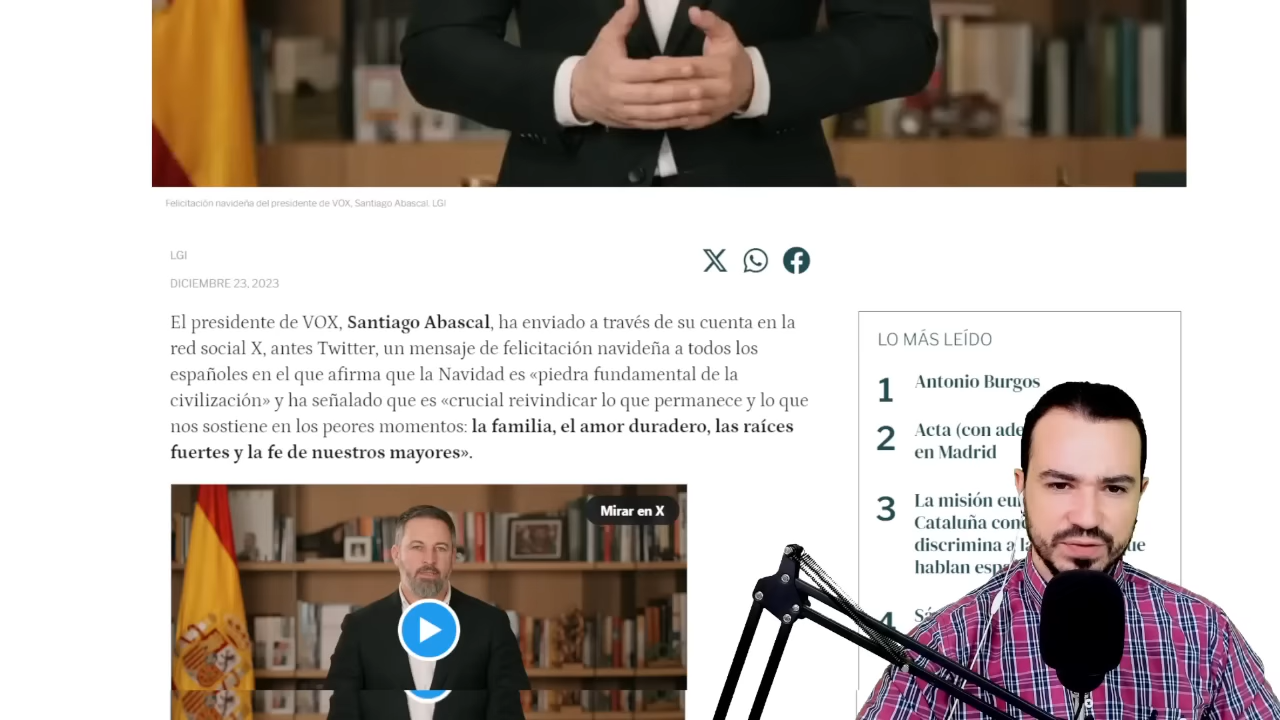 Felicitación navideña del presidente de VOX, Santiago Abascal. LGI
LGI
DICIEMBRE 23, 2023
El presidente de VOX, Santiago Abascal, ha enviado a través de su cuenta en la
red social X, antes Twitter, un mensaje de felicitación navideña a todos los
españoles en el que afirma que la Navidad es «piedra fundamental de la
civilización» y ha señalado que es «crucial reivindicar lo que permanece y lo que
nos sostiene en los peores momentos: la familia, el amor duradero, las raíces
fuertes y la fe de nuestros mayores».
Mirar en X
LO MÁS LEÍDO
1 Antonio Burgos
2 Acta (con
en Madrid
3 La misión
Cataluña
discrimina a
hablan
4